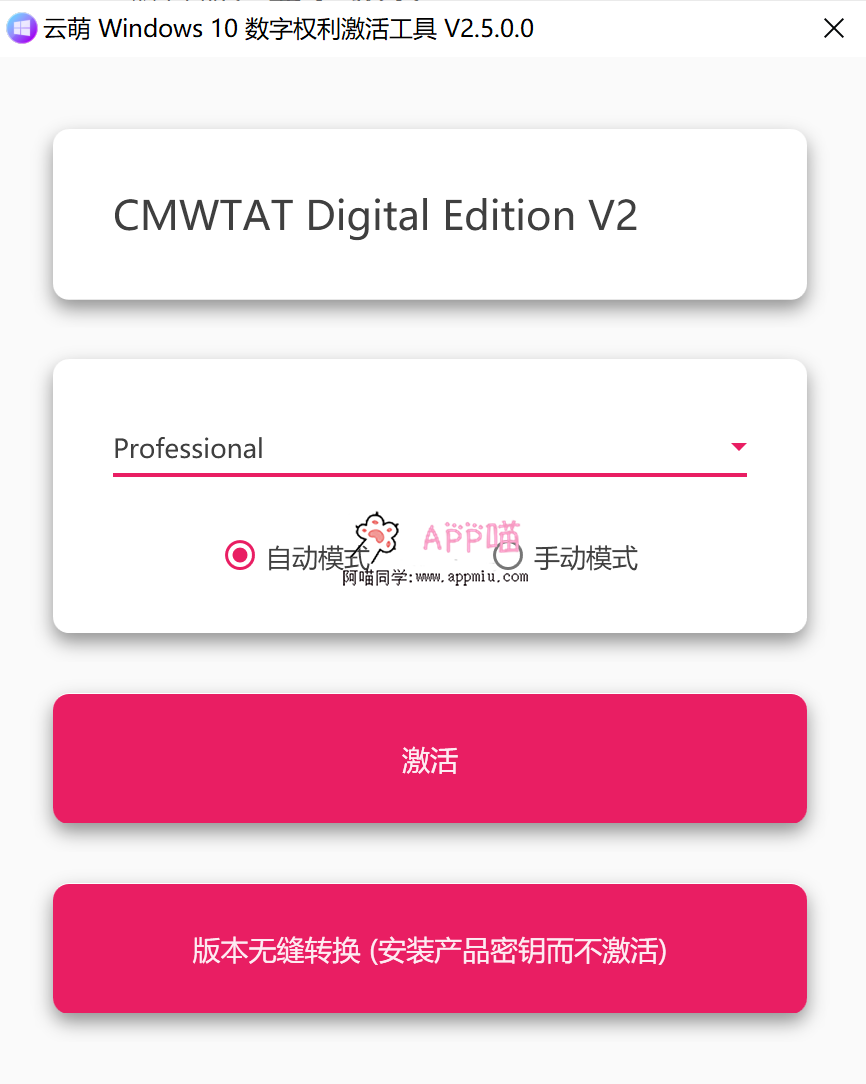 云萌 Windows 10 数字权利激活工具 V2.5.0.0
CMWTAT Digital Edition V2
Professional
自动模式
APP喵
手动模式
阿喵同学:www.appmiu.com
激活
版本无缝转换 (安装产品密钥而不激活)